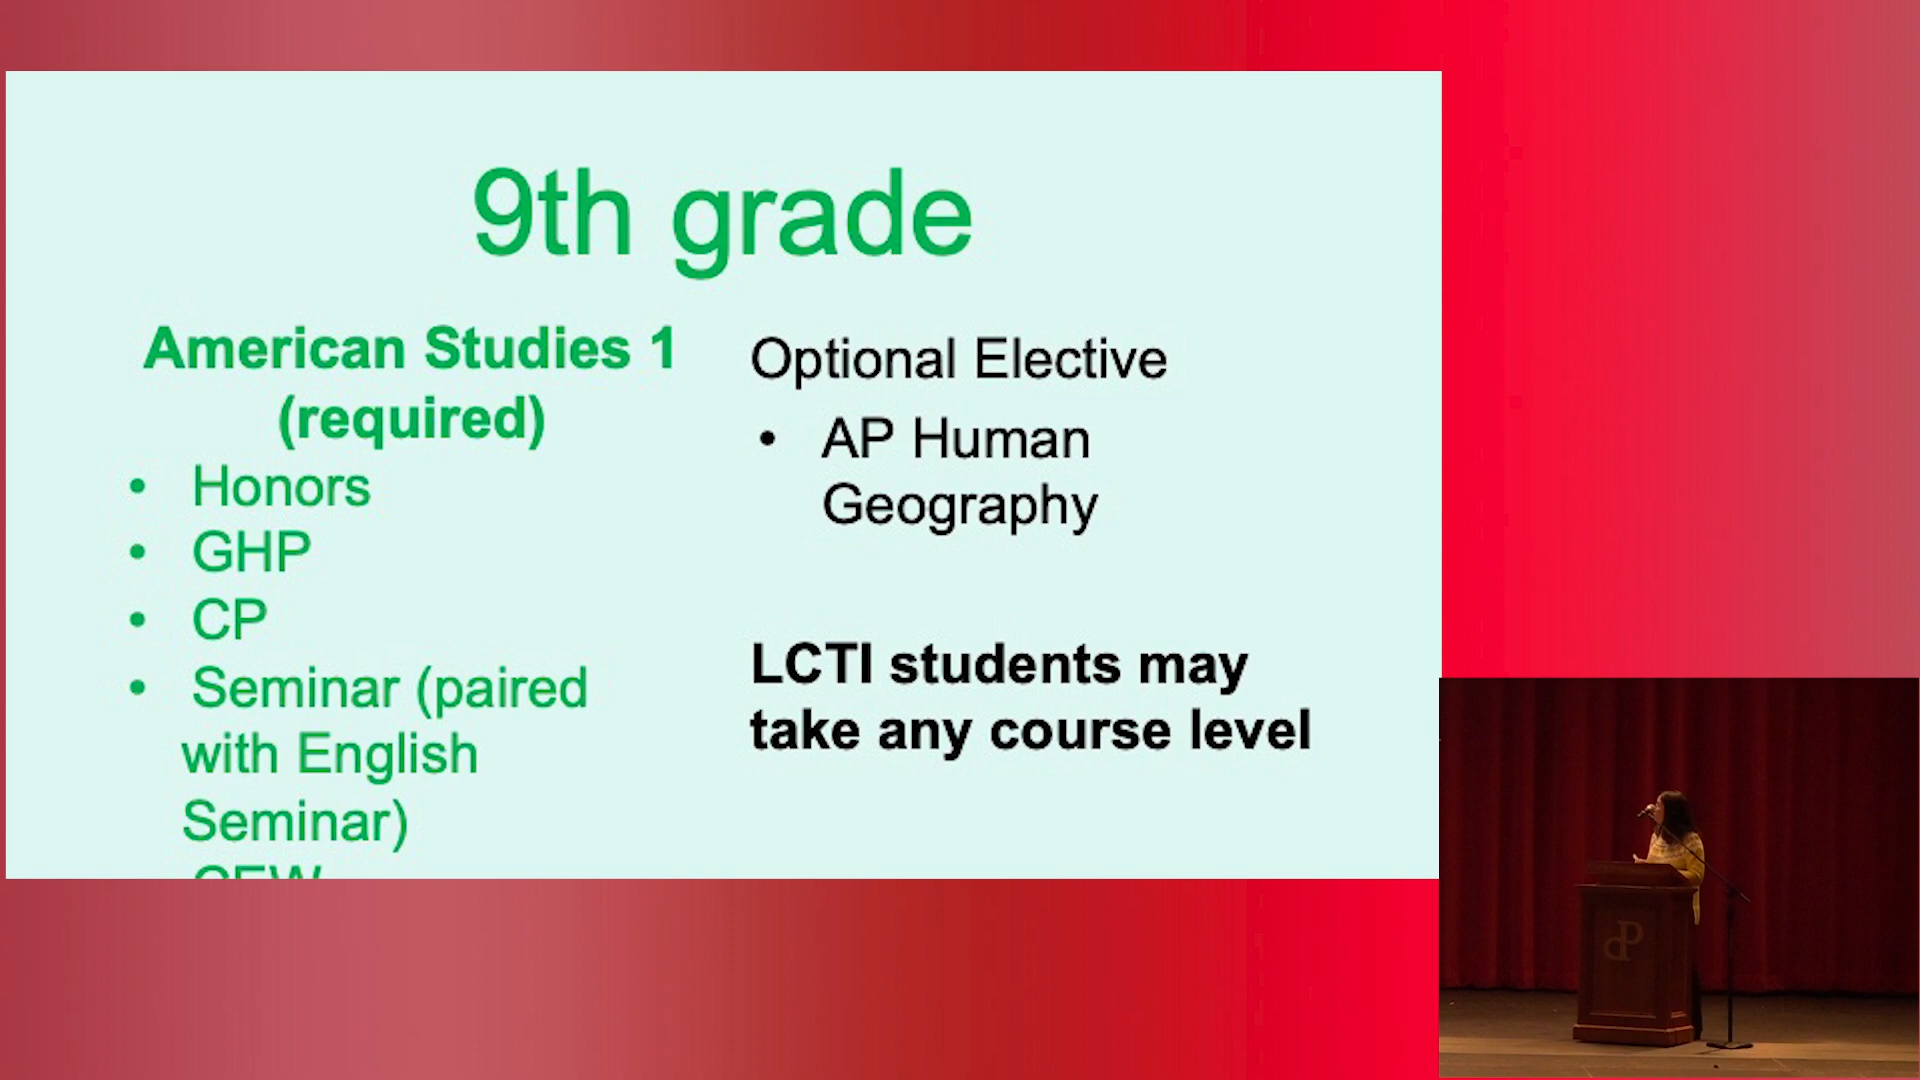 9th grade
American Studies 1
(required)
• Honors
• GHP
• CP
• Seminar (paired
with English
Seminar)
Optional Elective
• AP Human
Geography
LCTI students may
take any course level